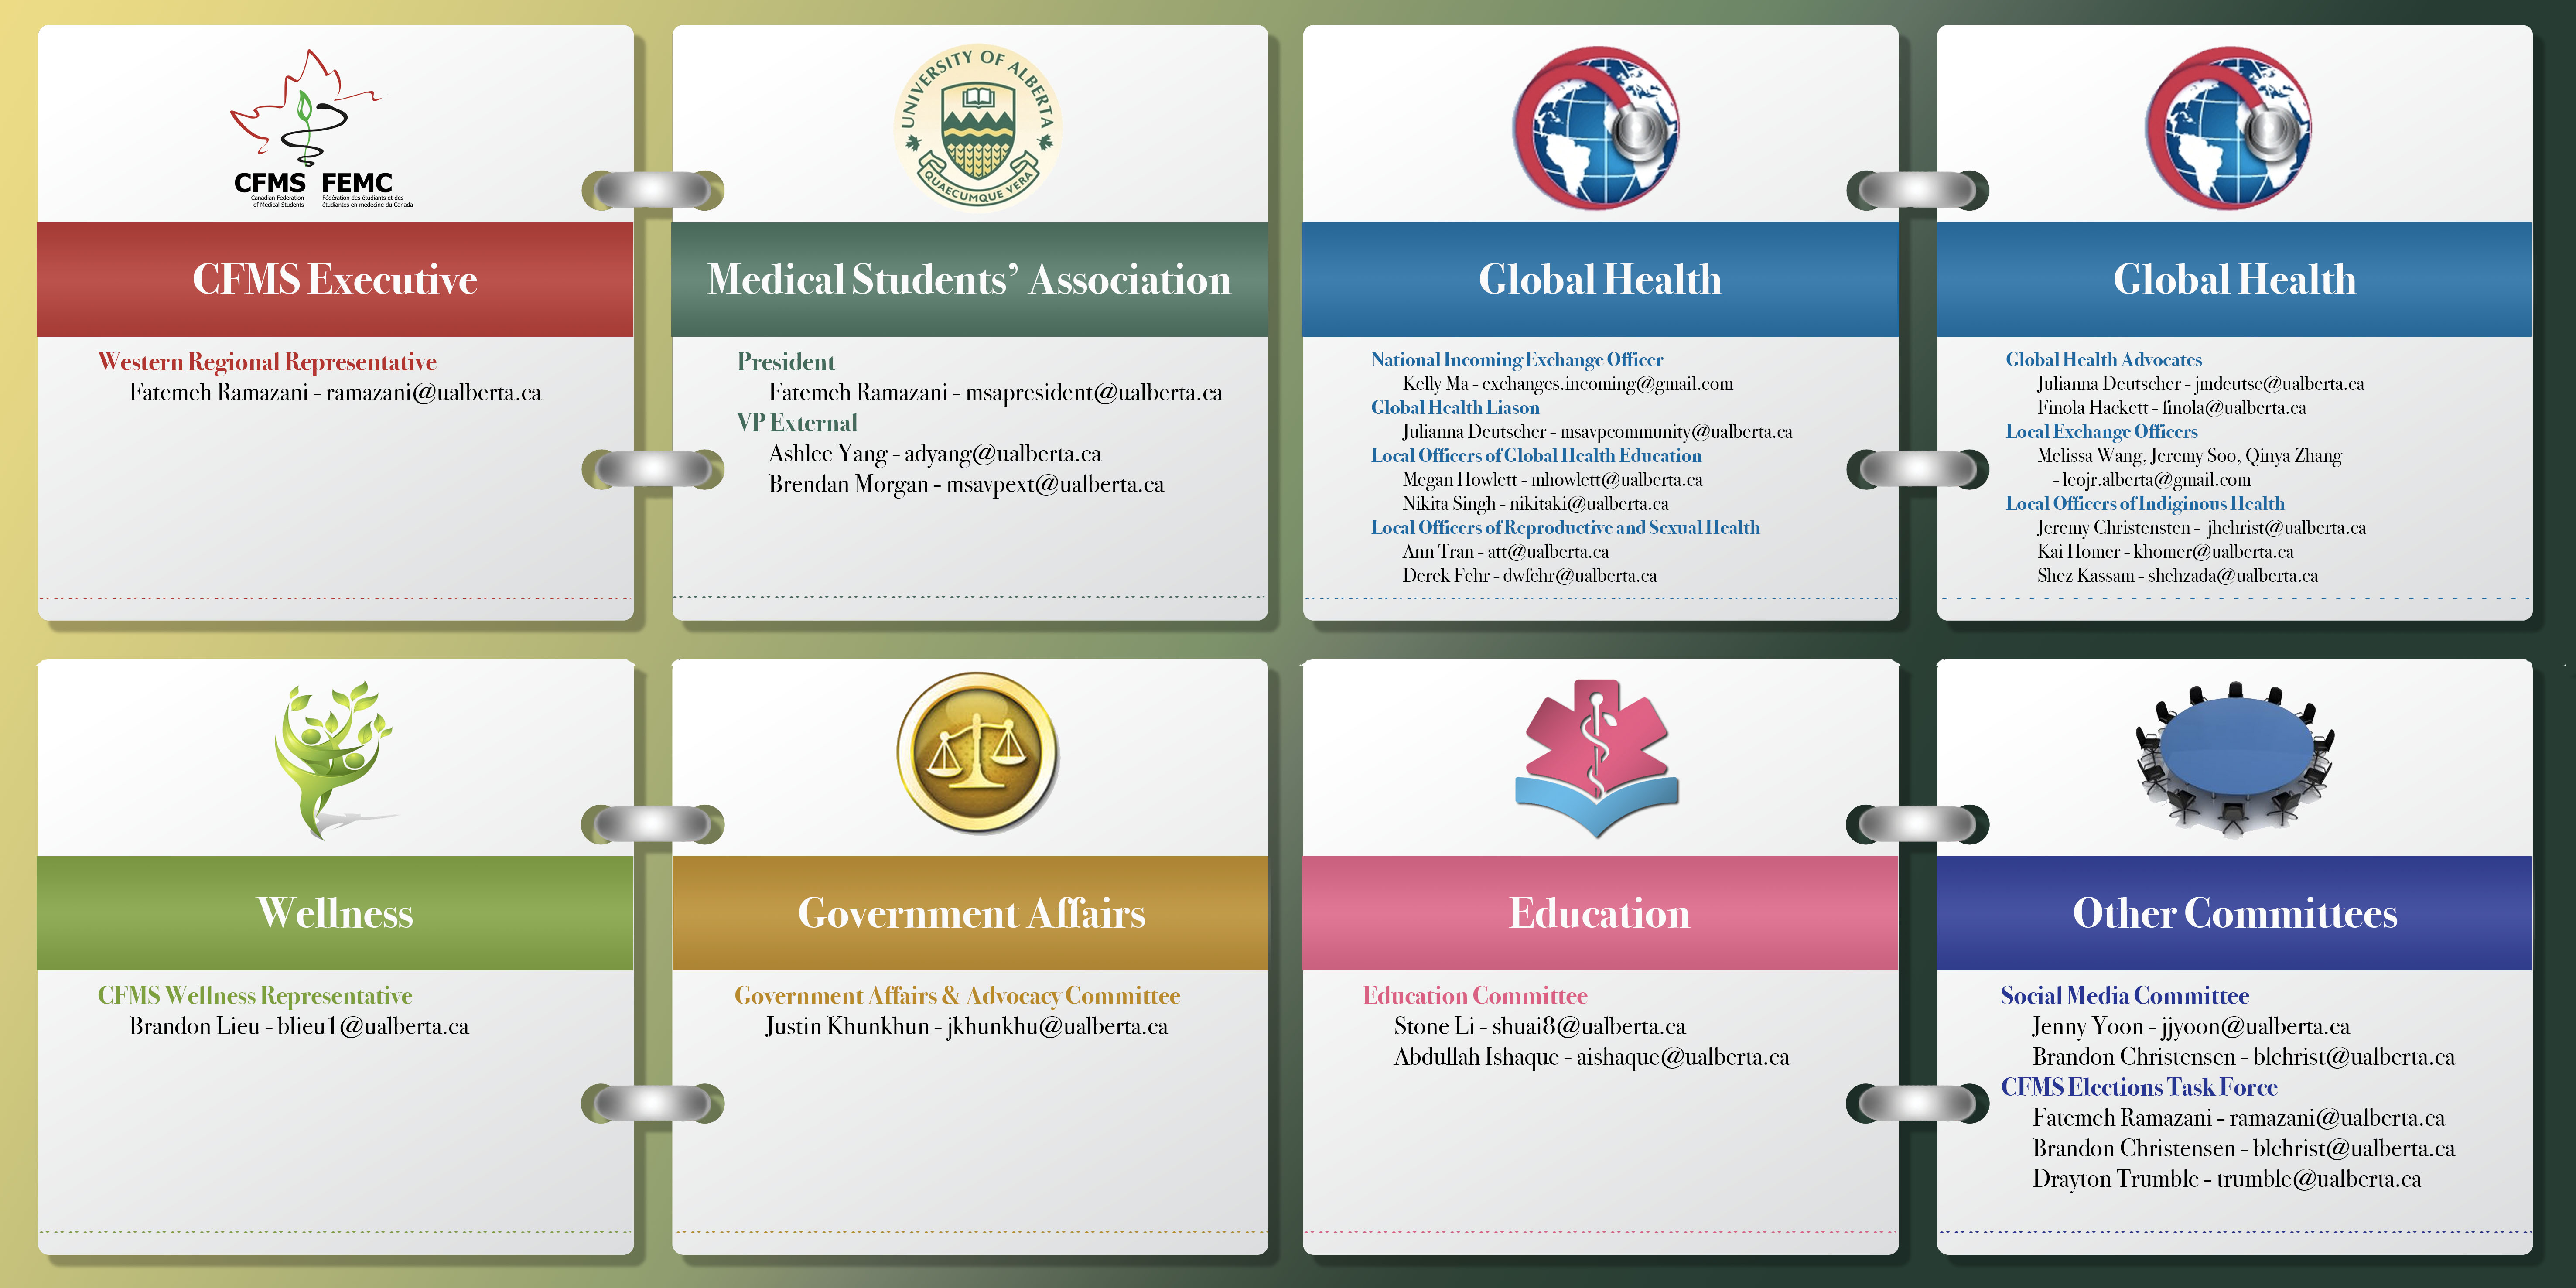 CFMS FEMC
Canadian Federation
of Medical Students
Fédération des étudiants et des
étudiantes en médecine du Canada
CFMS Executive
Western Regional Representative
Fatemeh Ramazani - ramazani@ualberta.ca
UNIVERSITY OF ALBERTA
QUAECUMQUE VERA
Medical Students’ Association
President
Fatemeh Ramazani - msapresident@ualberta.ca
VP External
Ashlee Yang - adyang@ualberta.ca
Brendan Morgan - msavpext@ualberta.ca
Global Health
National Incoming Exchange Officer
Kelly Ma - exchanges.incoming@gmail.com
Global Health Liason
Julianna Deutscher - msavpcommunity@ualberta.ca
Local Officers of Global Health Education
Megan Howlett - mhowlett@ualberta.ca
Nikita Singh - nikitaki@ualberta.ca
Local Officers of Reproductive and Sexual Health
Ann Tran - att@ualberta.ca
Derek Fehr - dwfehr@ualberta.ca
Global Health
Global Health Advocates
Julianna Deutscher - jmdeutsc@ualberta.ca
Finola Hackett - finola@ualberta.ca
Local Exchange Officers
Melissa Wang, Jeremy Soo, Qinya Zhang
- leojr.alberta@gmail.com
Local Officers of Indiginous Health
Jeremy Christensten - jhchrist@ualberta.ca
Kai Homer - khomer@ualberta.ca
Shez Kassam - shehzada@ualberta.ca
Wellness
CFMS Wellness Representative
Brandon Lieu - blieu1@ualberta.ca
Government Affairs
Government Affairs & Advocacy Committee
Justin Khunkhun - jkhunkhu@ualberta.ca
Education
Education Committee
Stone Li - shuai8@ualberta.ca
Abdullah Ishaque - aishaque@ualberta.ca
Other Committees
Social Media Committee
Jenny Yoon - jjyoon@ualberta.ca
Brandon Christensen - blchrist@ualberta.ca
CFMS Elections Task Force
Fatemeh Ramazani - ramazani@ualberta.ca
Brandon Christensen - blchrist@ualberta.ca
Drayton Trumble - trumble@ualberta.ca